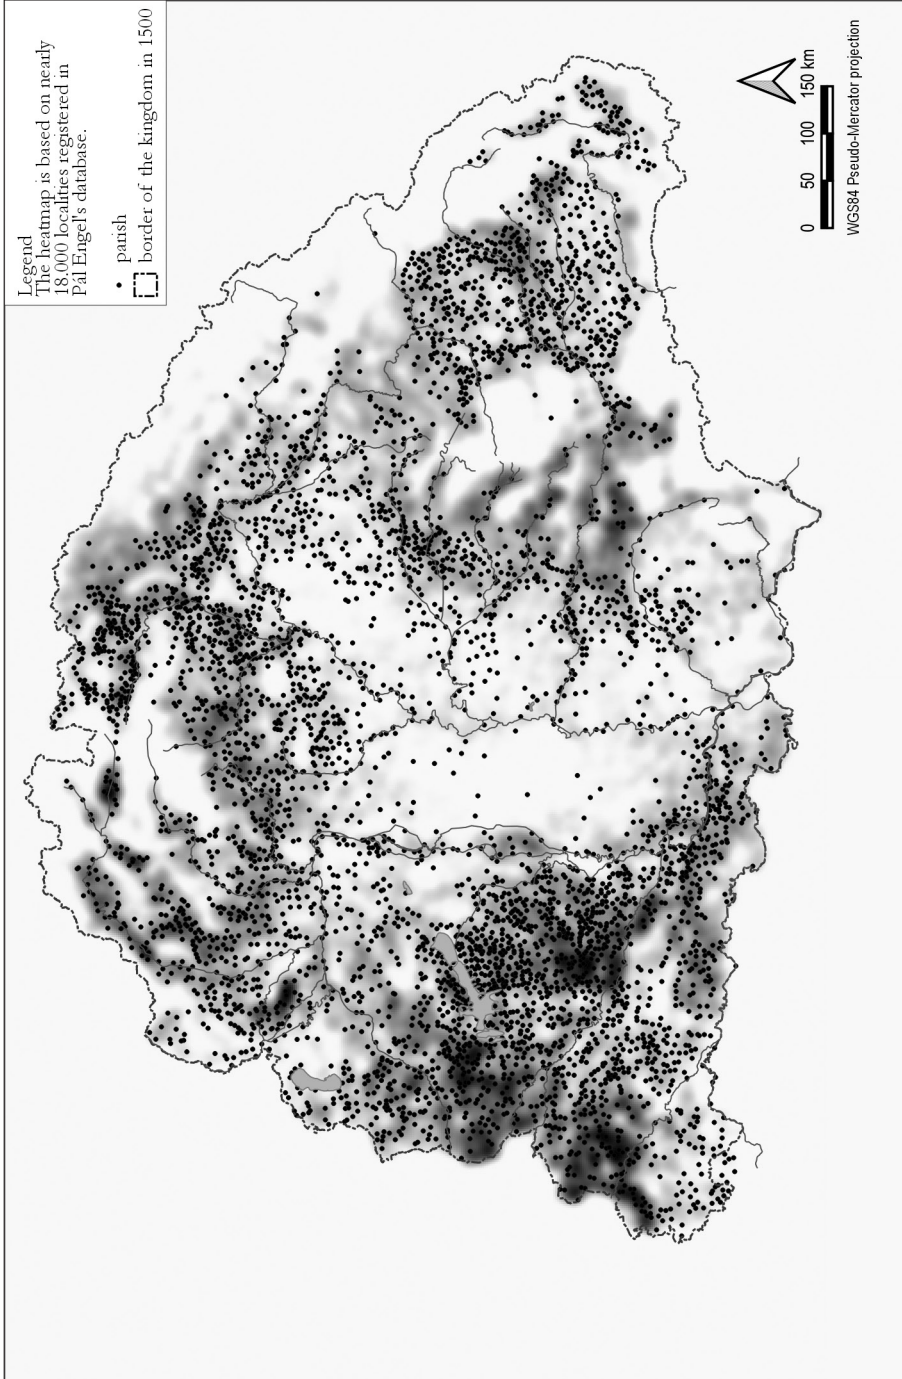 Legend
The heatmap is based on nearly
18.000 localities registered in
Pál Engel's database.
parish
border of the kingdom in 1500
0 50 100 150 km
WGS84 Pseudo-Mercator projection